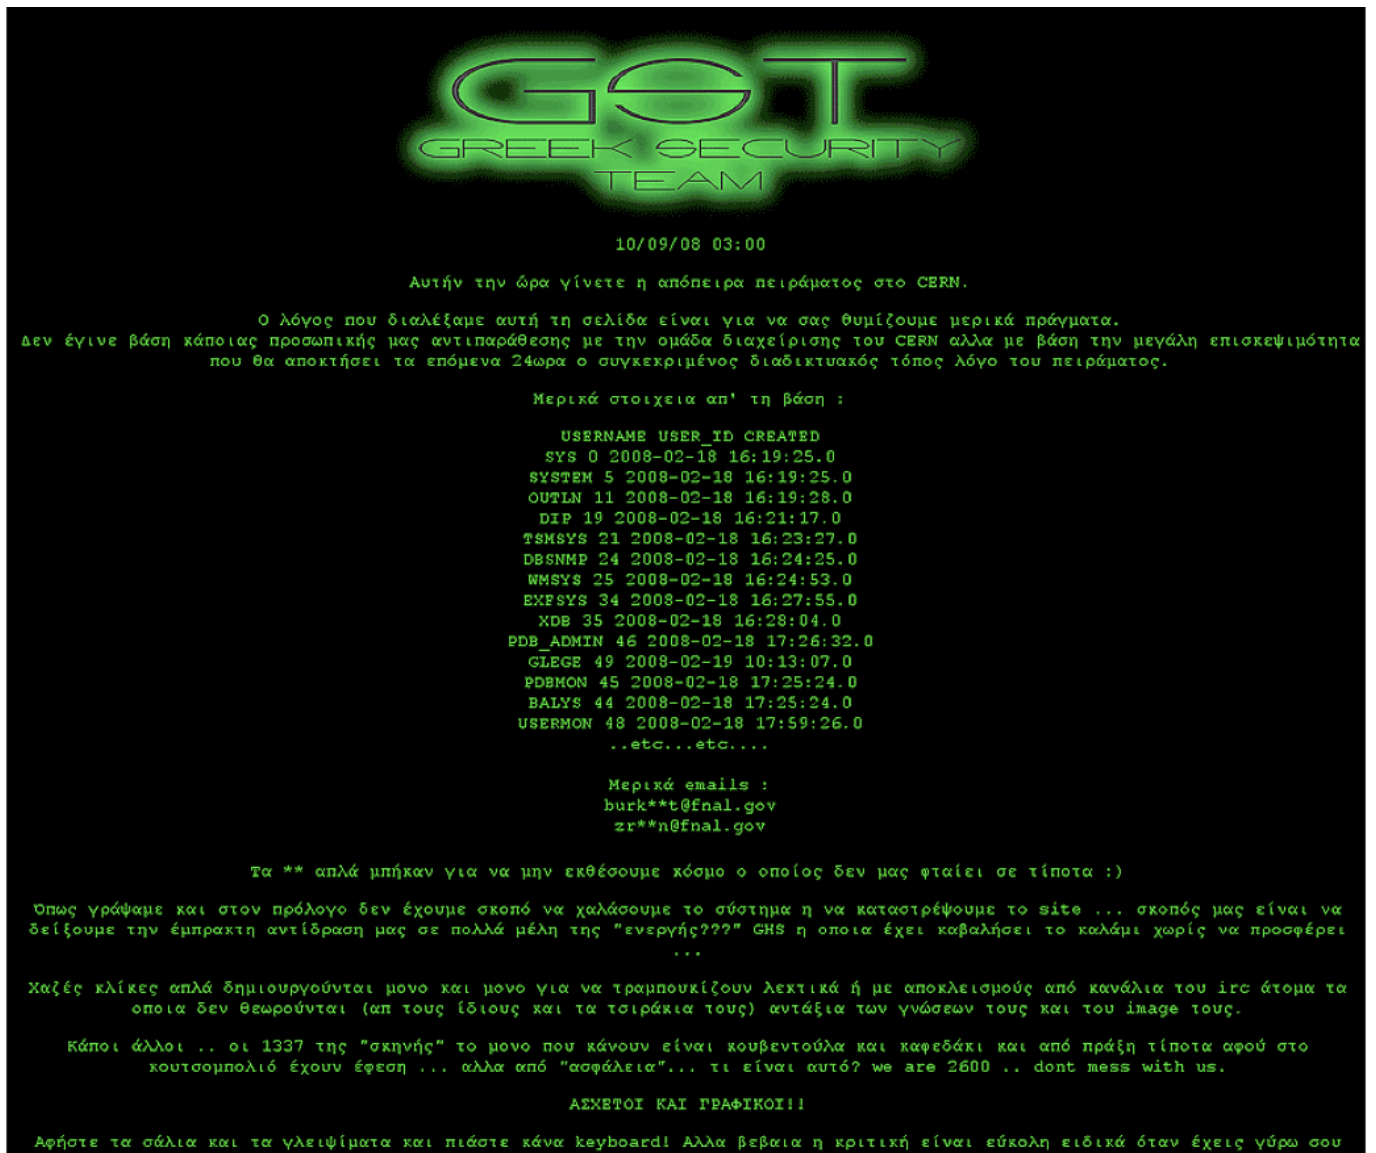 GST
GREEK SECURITY
TEAM
10/09/08 03:00
Αυτήν την ώρα γίνετε η απόπειρα πειράματος στο CERN.
Ο λόγος που διαλέξαμε αυτή τη σελίδα είναι για να σας θυμίζουμε μερικά πράγματα.
Δεν έγινε βάση κάποιας προσωπικής μας αντιπαράθεσης με την ομάδα διαχείρισης του CERN αλλα με βάση την μεγάλη επισκεψιμότητα
που θα αποκτήσει τα επόμενα 24ωρα ο συγκεκριμένος διαδικτυακός τόπος λόγο του πειράματος.
Μερικά στοιχεια απ' τη βάση :
USERNAME USER_ID CREATED
SYS 0 2008-02-18 16:19:25.0
SYSTEM 5 2008-02-18 16:19:25.0
OUTLN 11 2008-02-18 16:19:28.0
DIP 19 2008-02-18 16:21:17.0
TSMSYS 21 2008-02-18 16:23:27.0
DBSNMP 24 2008-02-18 16:24:25.0
WMSYS 25 2008-02-18 16:24:53.0
EXFSYS 34 2008-02-18 16:27:55.0
XDB 35 2008-02-18 16:28:04.0
PDB_ADMIN 46 2008-02-18 17:26:32.0
GLEGE 49 2008-02-19 10:13:07.0
PDBMON 45 2008-02-18 17:25:24.0
BALYS 44 2008-02-18 17:25:24.0
USERMON 48 2008-02-18 17:59:26.0
..etc...etc....
Μερικά emails :
burk**t@fnal.gov
zr**n@fnal.gov
Τα ** απλά μπήκαν για να μην εκθέσουμε κόσμο ο οποίος δεν μας φταίει σε τίποτα :)
Όπως γράψαμε και στον πρόλογο δεν έχουμε σκοπό να χαλάσουμε το σύστημα η να καταστρέψουμε το site ... σκοπός μας είναι να
δείξουμε την έμπρακτη αντίδραση μας σε πολλά μέλη της "ενεργής???" GHS η οποια έχει καβαλήσει το καλάμι χωρίς να προσφέρει
...
Χαζές κλίκες απλά δημιουργούνται μονο και μονο για να τραμπουκίζουν λεκτικά ή με αποκλεισμούς από κανάλια του irc άτομα τα
οποια δεν θεωρούνται (απ τους ίδιους και τα τσιράκια τους) αντάξια των γνώσεων τους και του image τους.
Κάποι άλλοι .. οι 1337 της "σκηνής" το μονο που κάνουν είναι κουβεντούλα και καφεδάκι και από πράξη τίποτα αφού στο
κουτσομπολιό έχουν έφεση ... αλλα από "ασφάλεια"... τι είναι αυτό? we are 2600 .. dont mess with us.
ΑΣΧΕΤΟΙ ΚΑΙ ΓΡΑΦΙΚΟΙ!!
Αφήστε τα σάλια και τα γλειψίματα και πιάστε κάνα keyboard! Αλλα βεβαια η κριτική είναι εύκολη ειδικά όταν έχεις γύρω σου